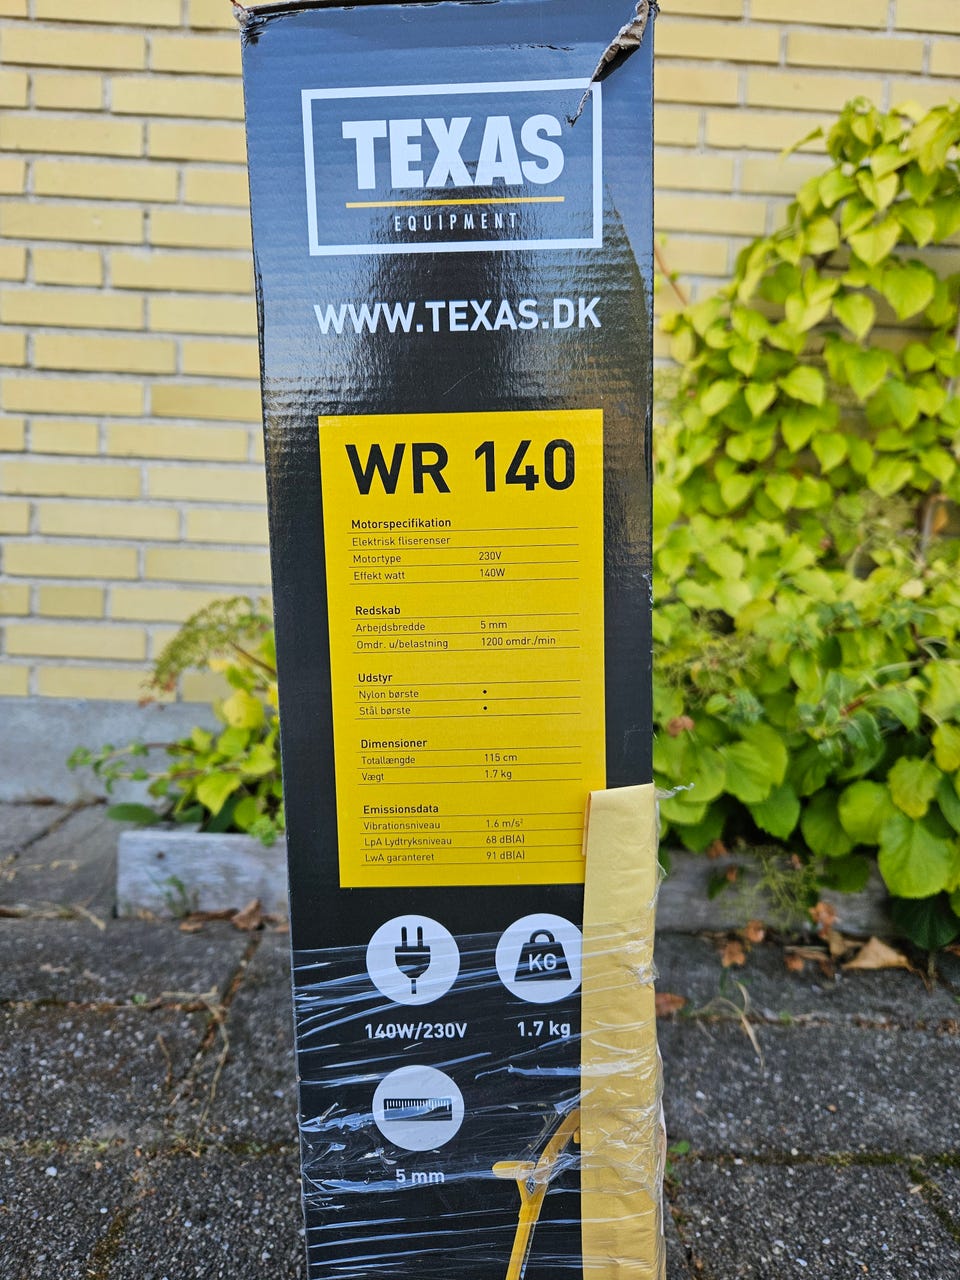 TEXAS
EQUIPMENT
WWW.TEXAS.DK
WR 140
Motorspecifikation
Elektrisk fliserenser
Motortype 230V
Effekt watt 140W
Redskab
Arbejdsbredde 5 mm
Omdr. u/belastning 1200 omdr./min
Udstyr
Nylon børste •
Stål børste •
Dimensioner
Totallængde 115 cm
Vægt 1.7 kg
Emissionsdata
Vibrationsniveau 1.6 m/s²
LpA Lydtryksniveau 68 dB(A)
LwA garanteret 91 dB(A)
KG
140W/230V 1.7 kg
5 mm